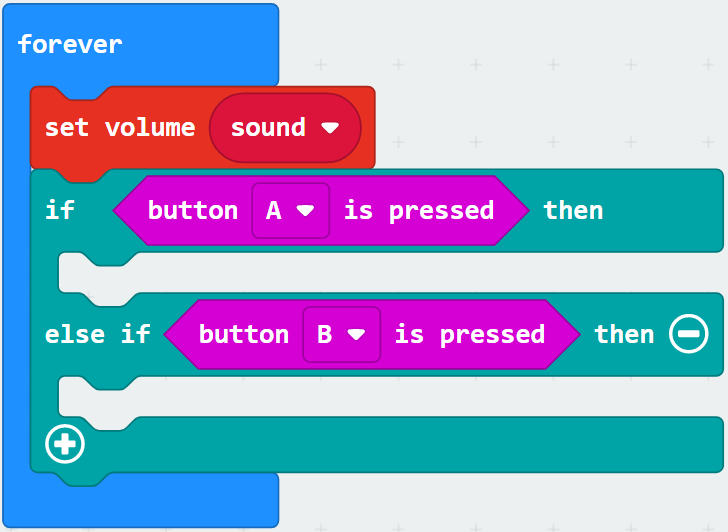 forever
set volume sound
if button A is pressed then
else if button B is pressed then